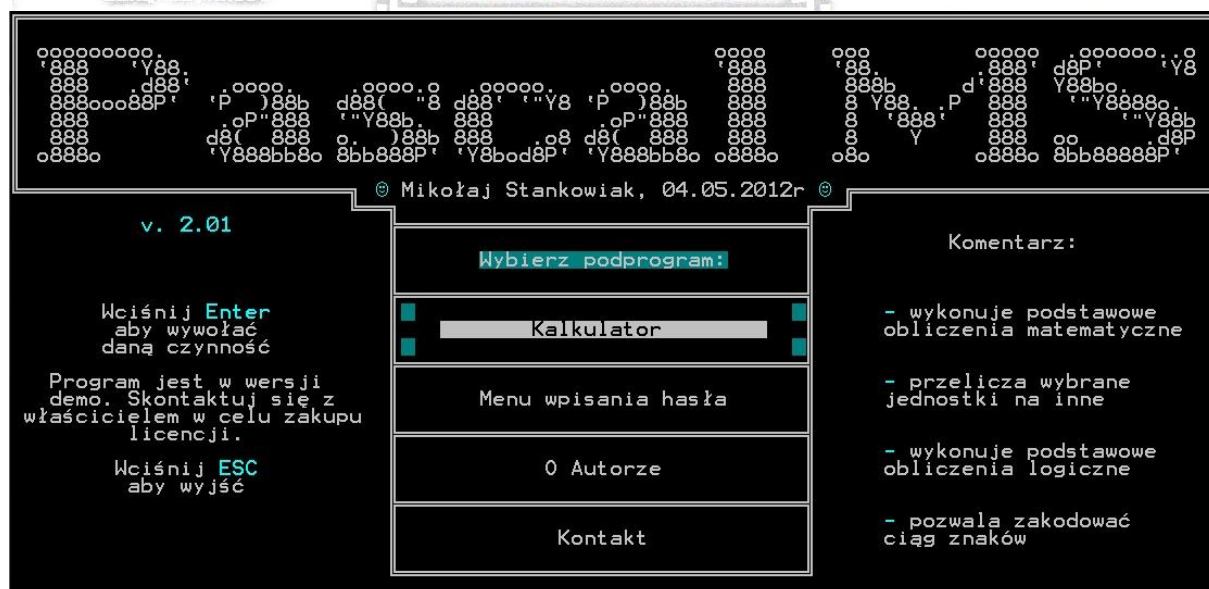 Pascal MS
Mikołaj Stankowiak, 04.05.2012r
v. 2.01
Wciśnij Enter
aby wywołać
daną czynność
Program jest w wersji
demo. Skontaktuj się z
właścicielem w celu zakupu
licencji.
Wciśnij ESC
aby wyjść
Wybierz podprogram:
Kalkulator
Menu wpisania hasła
O Autorze
Kontakt
Komentarz:
- wykonuje podstawowe
obliczenia matematyczne
- przelicza wybrane
jednostki na inne
- wykonuje podstawowe
obliczenia logiczne
- pozwala zakodować
ciąg znaków